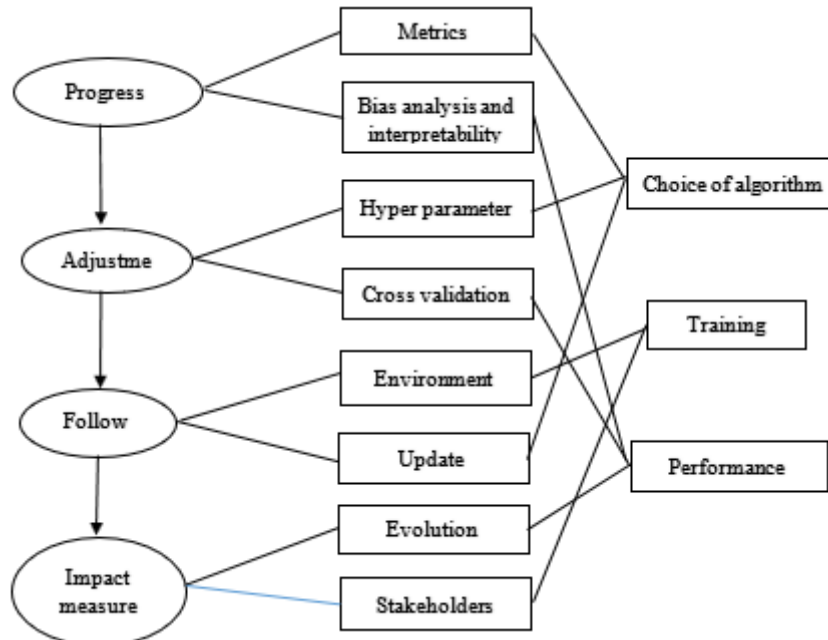 Metrics
Progress
Bias analysis and
interpretability
Choice of algorithm
Hyper parameter
Adjustme
Cross validation
Training
Environment
Follow
Update
Performance
Evolution
Impact
measure
Stakeholders